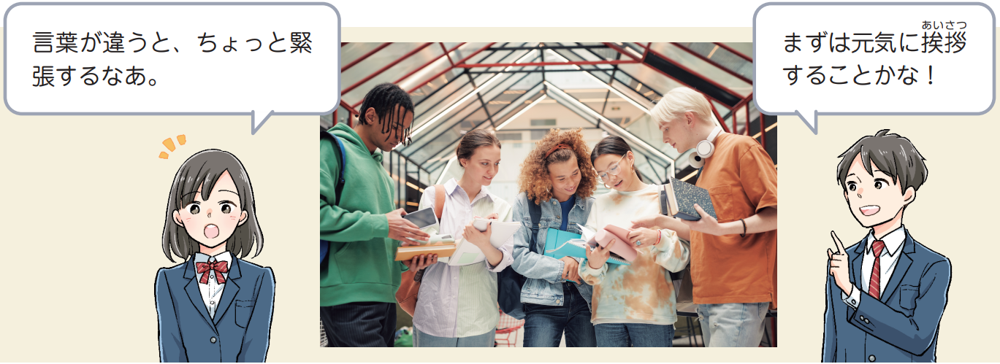 言葉が違うと、ちょっと緊
張するなあ。
あいさつ
まずは元気に挨拶
することかな！